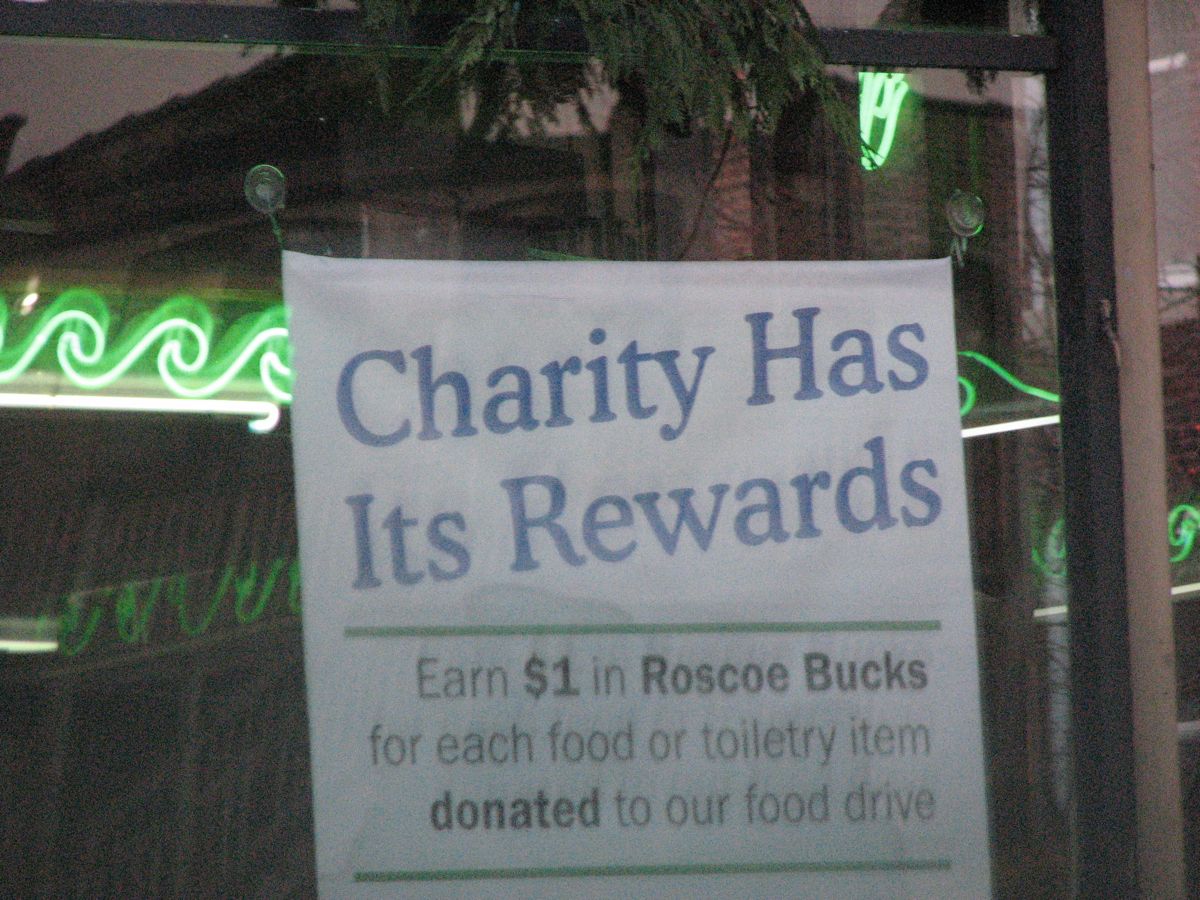 Charity Has
Its Rewards
Earn $1 in Roscoe Bucks
for each food or toiletry item
donated to our food drive